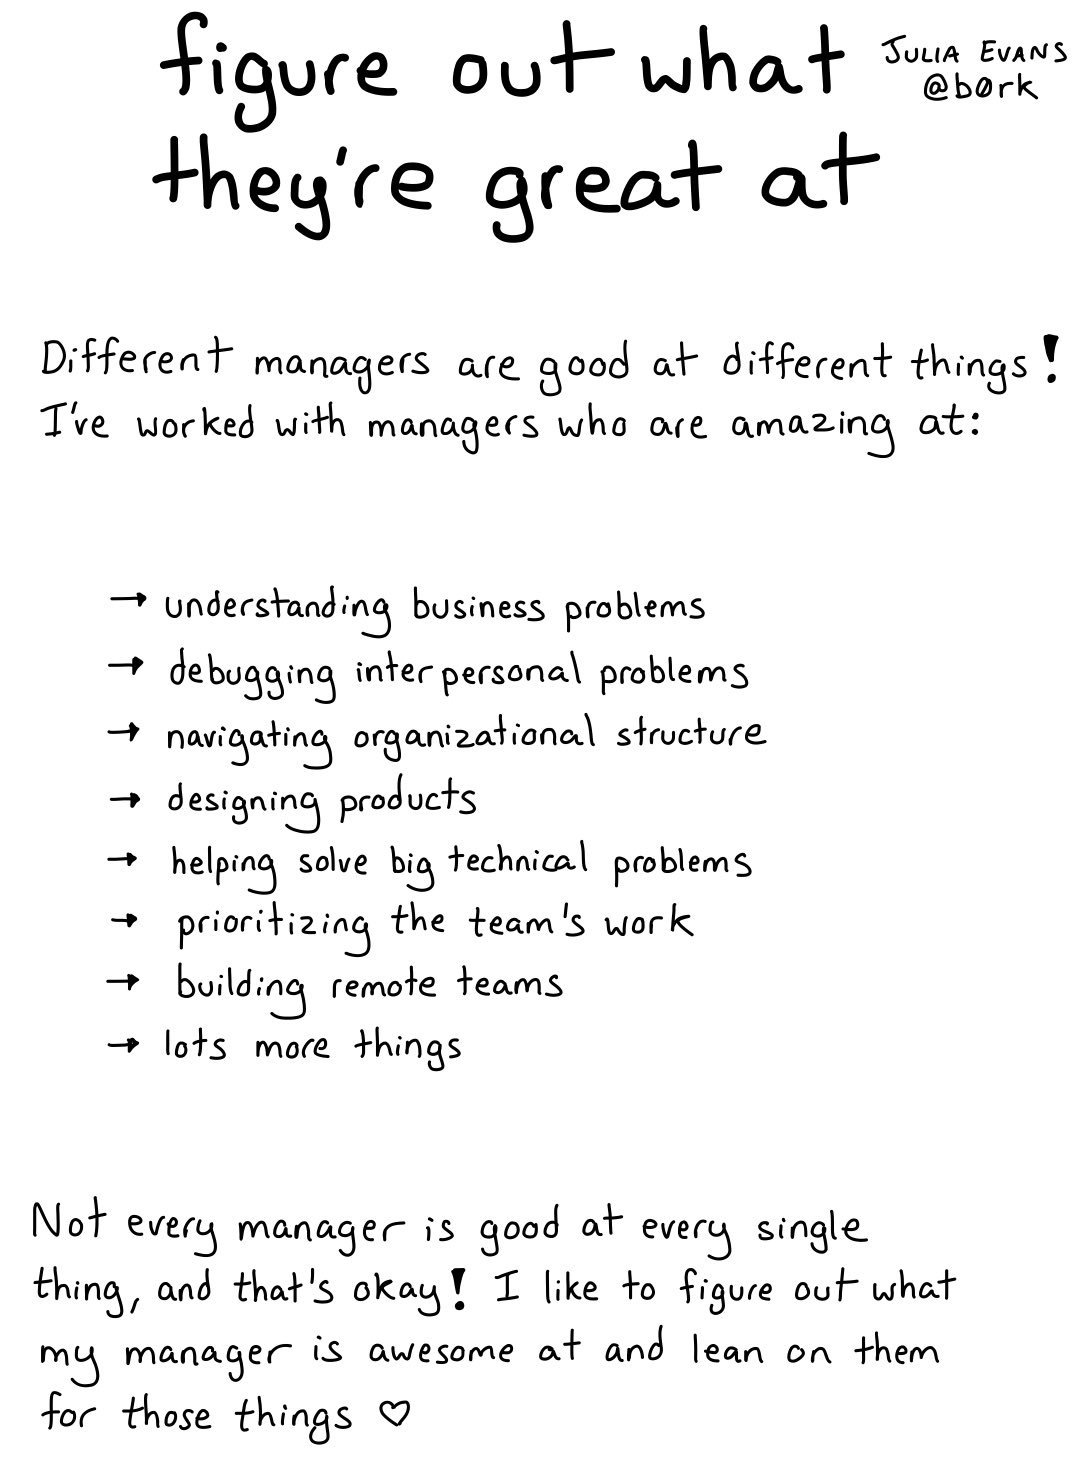 figure out what
they're great at
JULIA EVANS
@b0rk
Different managers are good at different things!
I've worked with managers who are amazing at:
→ understanding business problems
→ debugging interpersonal problems
→ navigating organizational structure
→ designing products
→ helping solve big technical problems
→ prioritizing the team's work
→ building remote teams
→ lots more things
Not every manager is good at every single
thing, and that's okay! I like to figure out what
my manager is awesome at and lean on them
for those things ♡